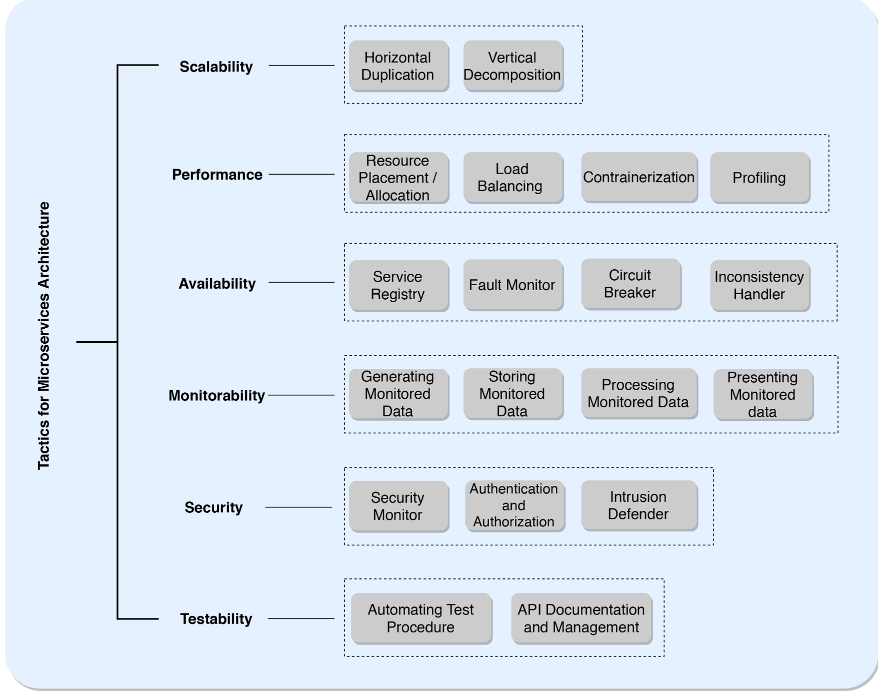 Tactics for Microservices Architecture
Scalability
Horizontal
Duplication
Vertical
Decomposition
Performance
Resource
Placement /
Allocation
Load
Balancing
Contrainerization
Profiling
Availability
Service
Registry
Fault Monitor
Circuit
Breaker
Inconsistency
Handler
Monitorability
Generating
Monitored
Data
Storing
Monitored
Data
Processing
Monitored Data
Presenting
Monitored
data
Security
Security
Monitor
Authentication
and
Authorization
Intrusion
Defender
Testability
Automating Test
Procedure
API Documentation
and Management